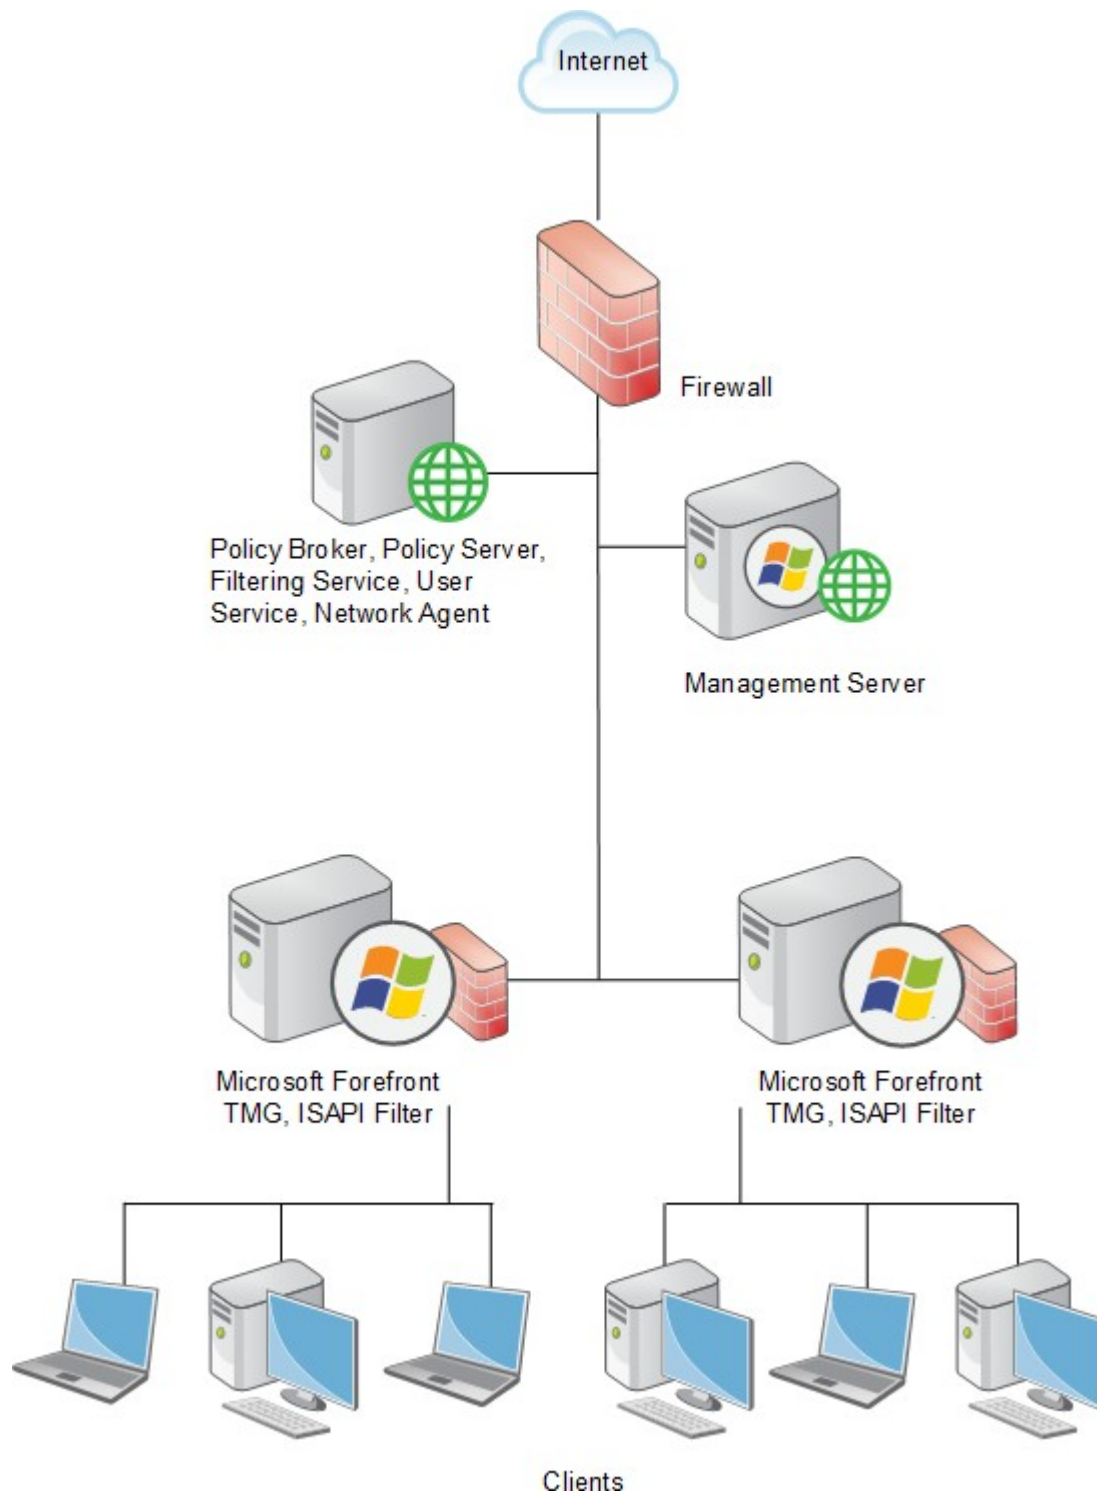 Internet
Firewall
Policy Broker, Policy Server,
Filtering Service, User
Service, Network Agent
Management Server
Microsoft Forefront
TMG, ISAPI Filter
Microsoft Forefront
TMG, ISAPI Filter
Clients